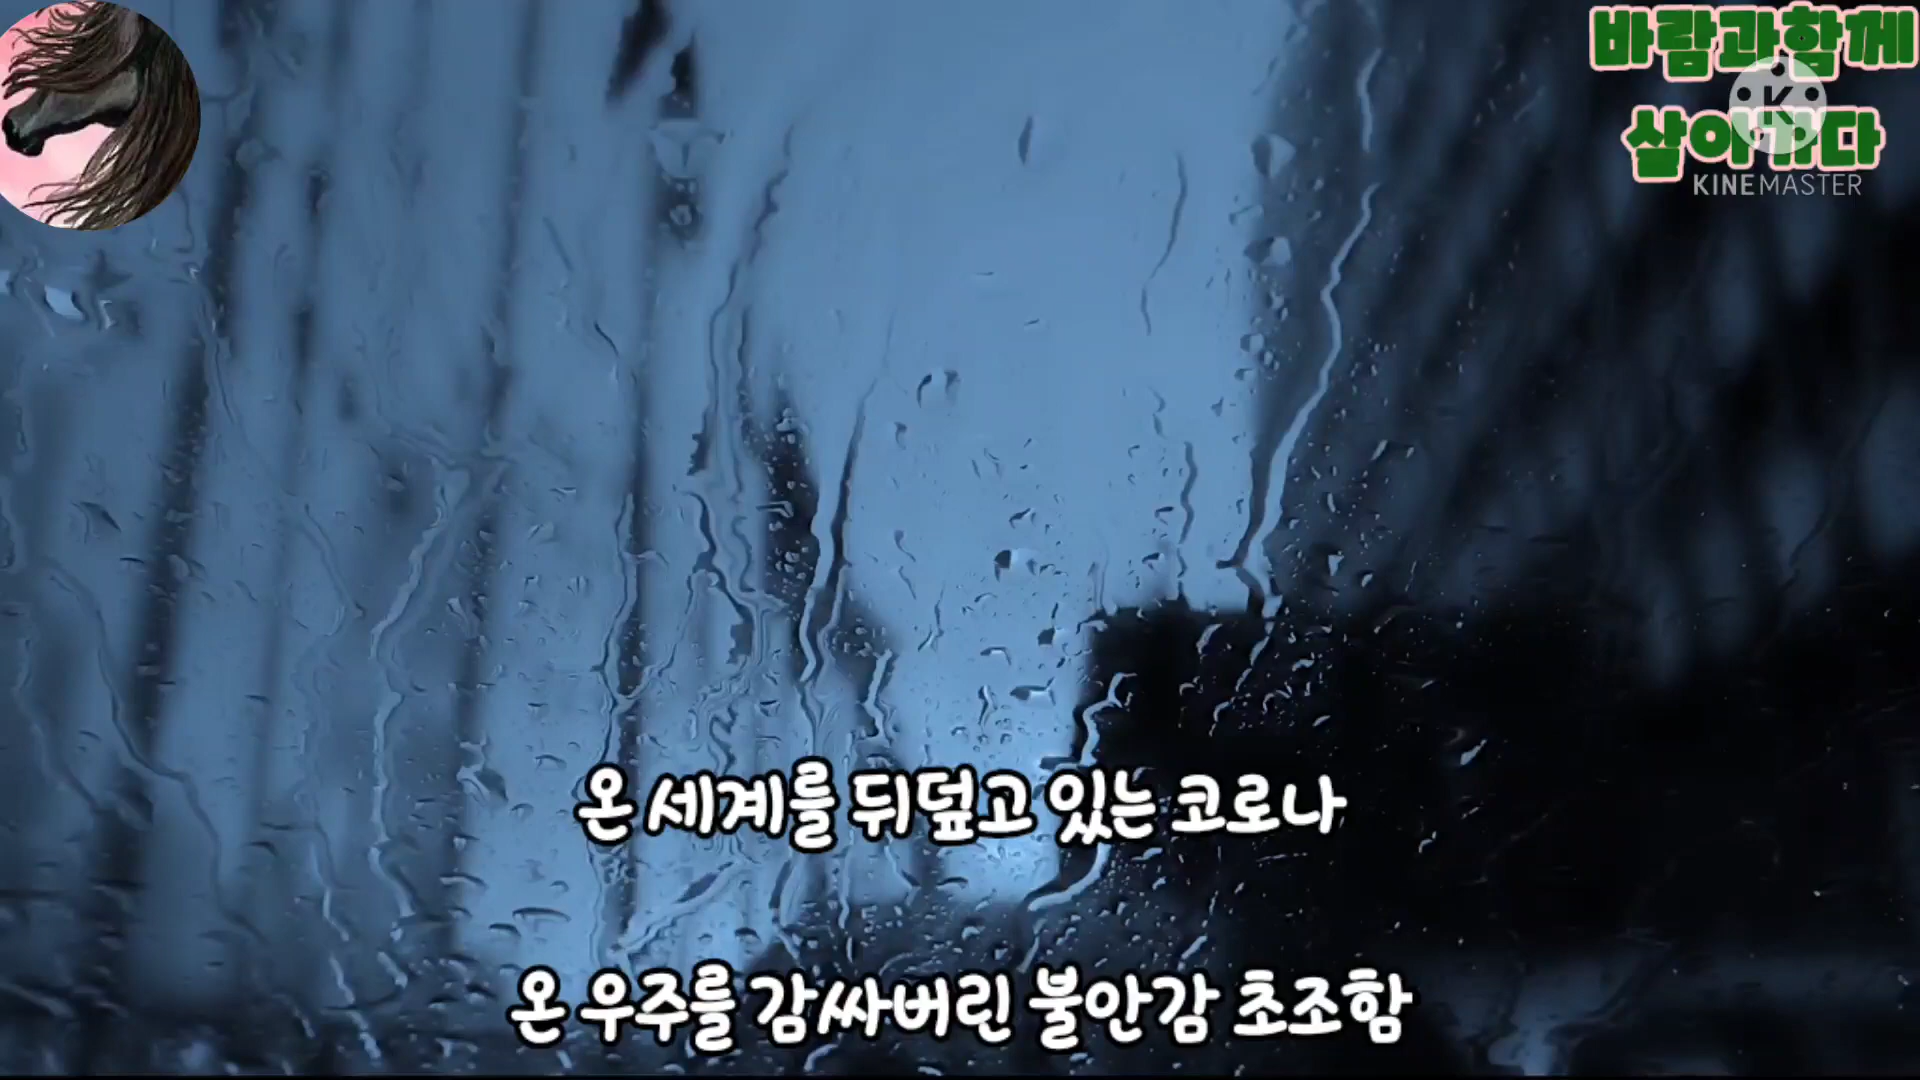 바람과함께
살아가다
KINEMASTER
온 세계를 뒤덮고 있는 코로나
온 우주를 감싸버린 불안감 초조함